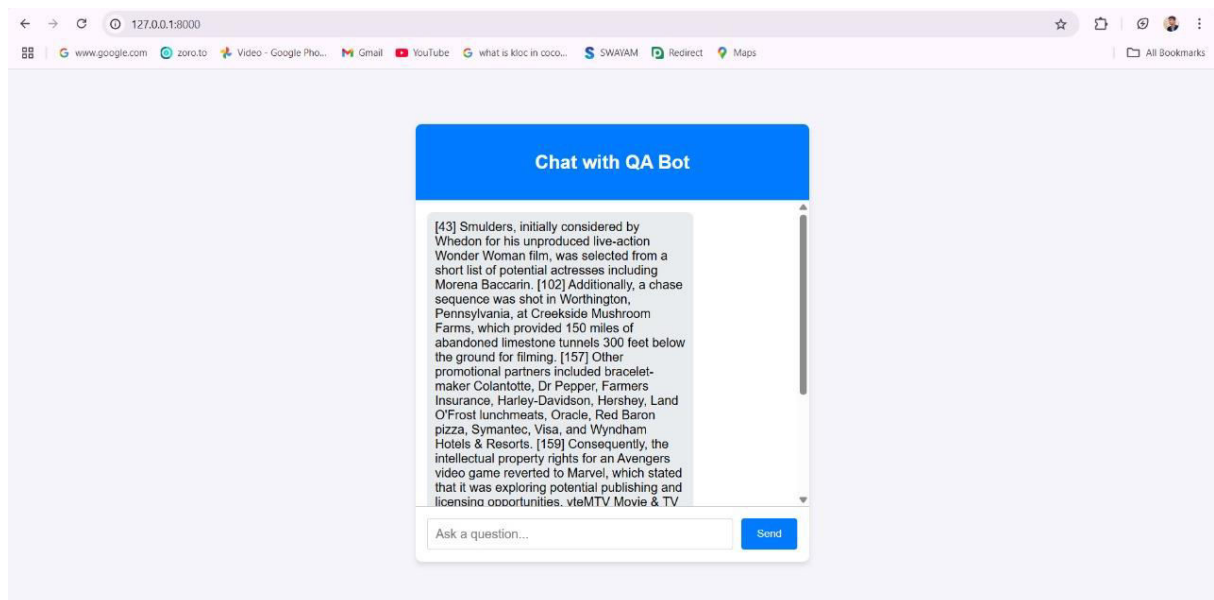 127.0.0.1:8000
www.google.com zoro.to Video - Google Pho... Gmail YouTube what is kloc in coco... SWAYAM Redirect Maps All Bookmarks
Chat with QA Bot
[43] Smulders, initially considered by
Whedon for his unproduced live-action
Wonder Woman film, was selected from a
short list of potential actresses including
Morena Baccarin. [102] Additionally, a chase
sequence was shot in Worthington,
Pennsylvania, at Creekside Mushroom
Farms, which provided 150 miles of
abandoned limestone tunnels 300 feet below
the ground for filming. [157] Other
promotional partners included bracelet-
maker Colantotte, Dr Pepper, Farmers
Insurance, Harley-Davidson, Hershey, Land
O'Frost lunchmeats, Oracle, Red Baron
pizza, Symantec, Visa, and Wyndham
Hotels & Resorts. [159] Consequently, the
intellectual property rights for an Avengers
video game reverted to Marvel, which stated
that it was exploring potential publishing and
licensing opportunities. vteMTV Movie & TV
Ask a question...
Send